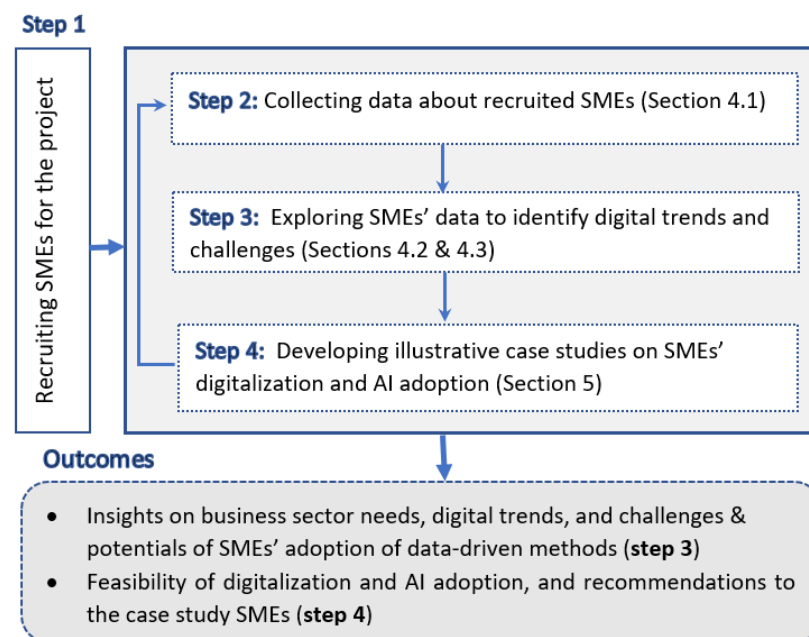 Step 1
Recruiting SMEs for the project
Step 2: Collecting data about recruited SMEs (Section 4.1)
Step 3: Exploring SMEs’ data to identify digital trends and
challenges (Sections 4.2 & 4.3)
Step 4: Developing illustrative case studies on SMEs’
digitalization and AI adoption (Section 5)
Outcomes
• Insights on business sector needs, digital trends, and challenges &
potentials of SMEs’ adoption of data-driven methods (step 3)
• Feasibility of digitalization and AI adoption, and recommendations to
the case study SMEs (step 4)